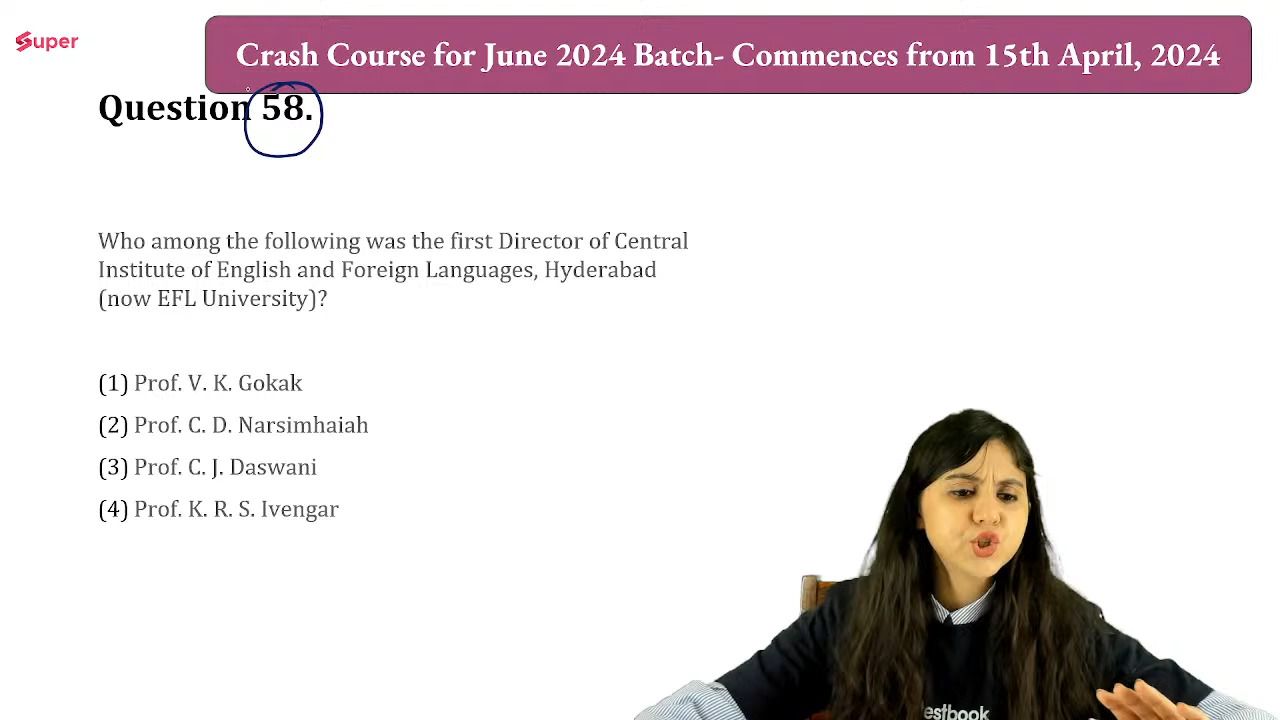 Super
Crash Course for June 2024 Batch- Commences from 15th April, 2024
Question 58.
Who among the following was the first Director of Central
Institute of English and Foreign Languages, Hyderabad
(now EFL University)?
(1) Prof. V. K. Gokak
(2) Prof. C. D. Narsimhaiah
(3) Prof. C. J. Daswani
(4) Prof. K. R. S. Ivengar
estbook